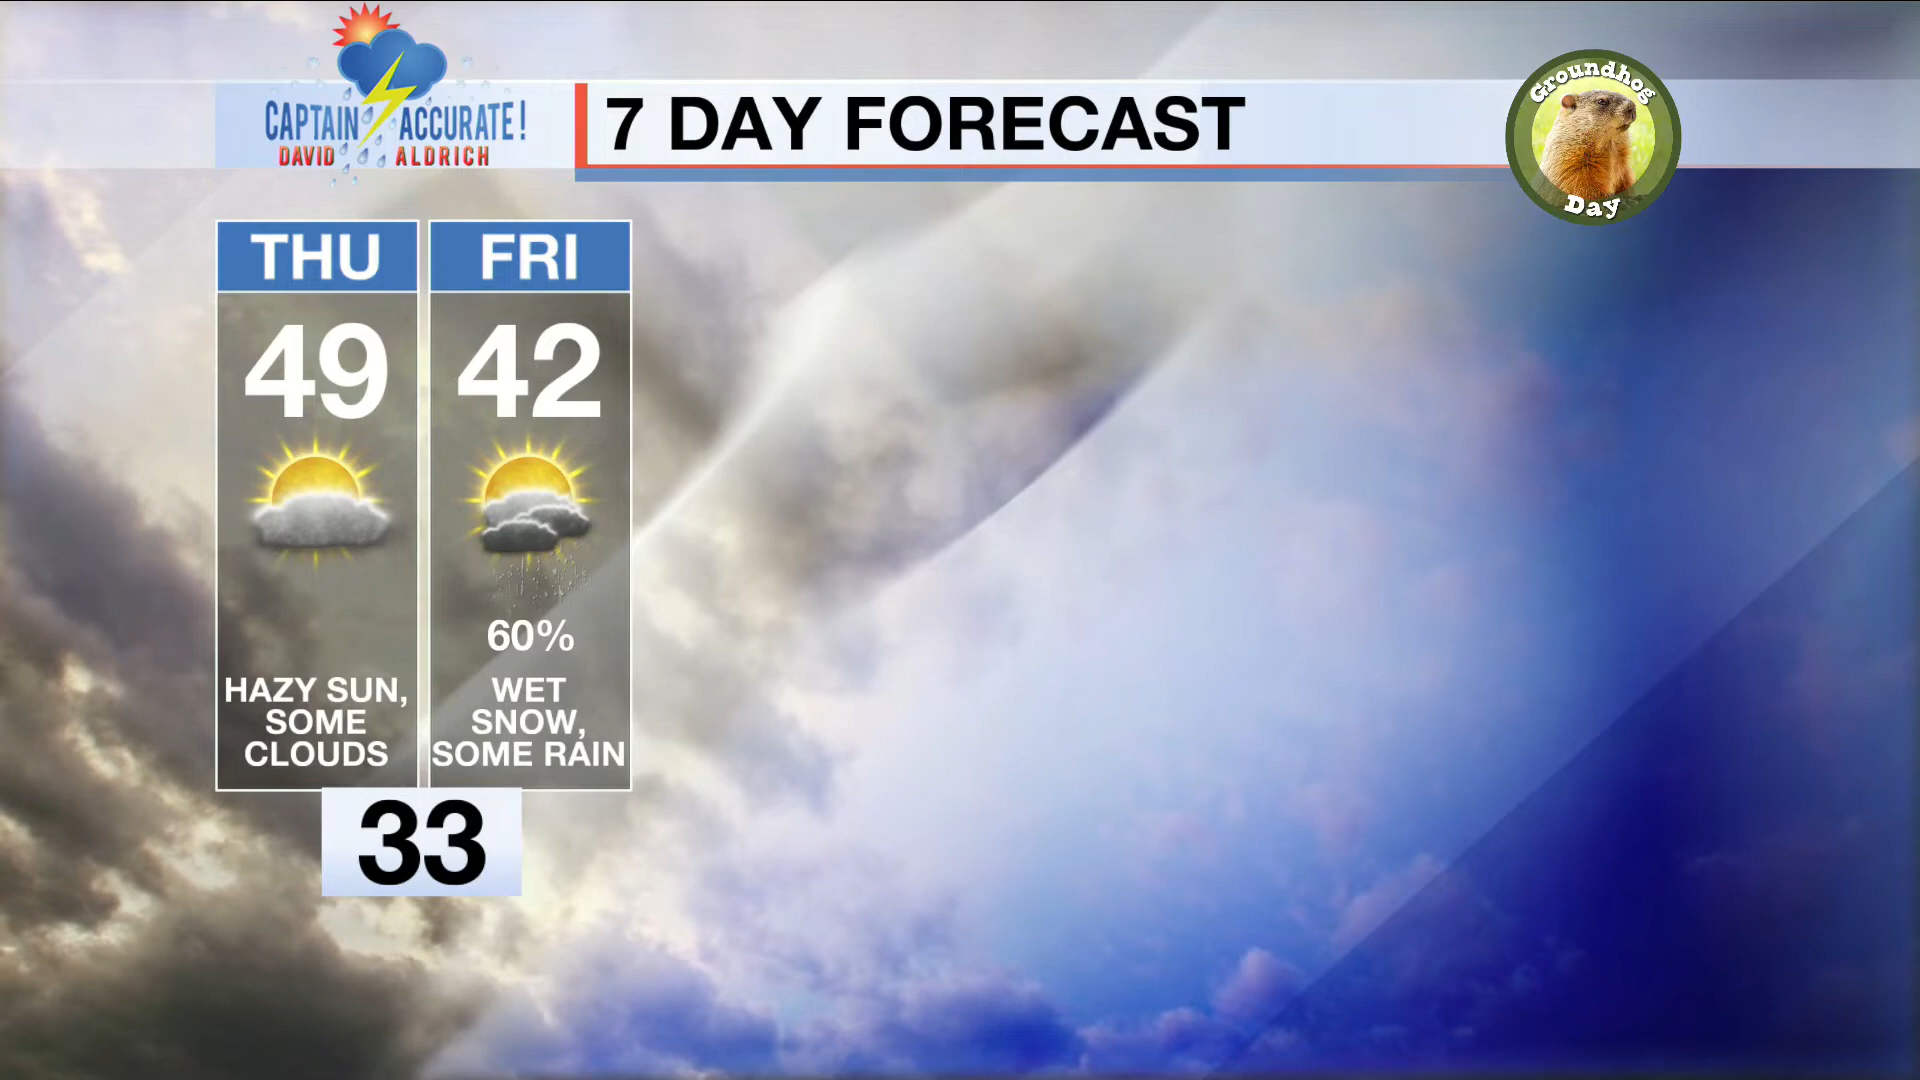 CAPTAIN ACCURATE!
DAVID ALDRICH
7 DAY FORECAST
Groundhog
Day
THU
49
HAZY SUN,
SOME
CLOUDS
FRI
42
60%
WET
SNOW,
SOME RAIN
33